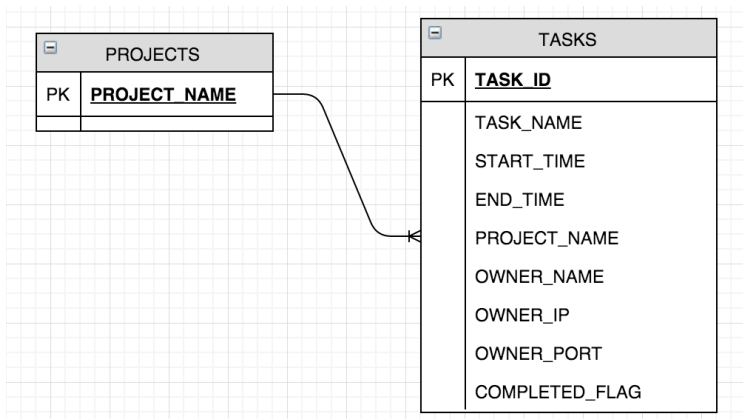 PROJECTS
PK PROJECT_NAME
TASKS
PK TASK_ID
TASK_NAME
START_TIME
END_TIME
PROJECT_NAME
OWNER_NAME
OWNER_IP
OWNER_PORT
COMPLETED_FLAG